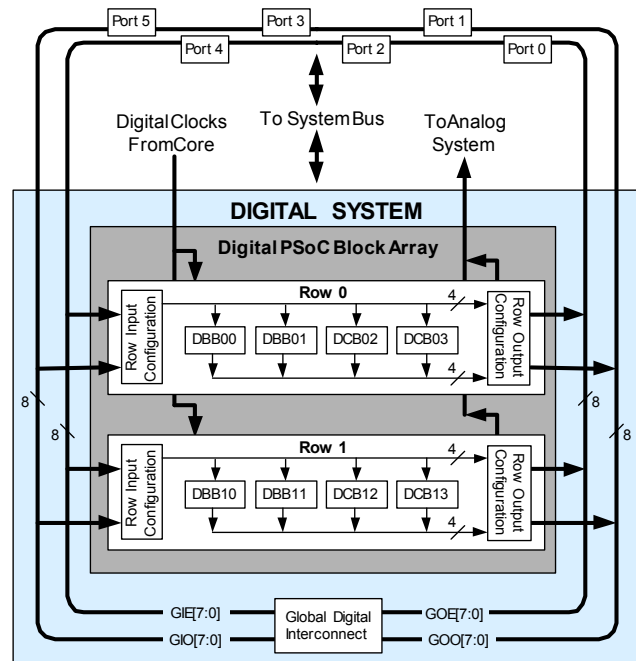 Port 5
Port 3
Port 1
Port 4
Port 2
Port 0
Digital Clocks
From Core
To System Bus
To Analog
System
DIGITAL SYSTEM
Digital PSoC Block Array
Row 0
4
Row Input
Configuration
DBB00
DBB01
DCB02
DCB03
4
Row Output
Configuration
8
8
8
8
Row 1
4
Row Input
Configuration
DBB10
DBB11
DCB12
DCB13
4
Row Output
Configuration
GIE[7:0]
GIO[7:0]
Global Digital
Interconnect
GOE[7:0]
GOO[7:0]